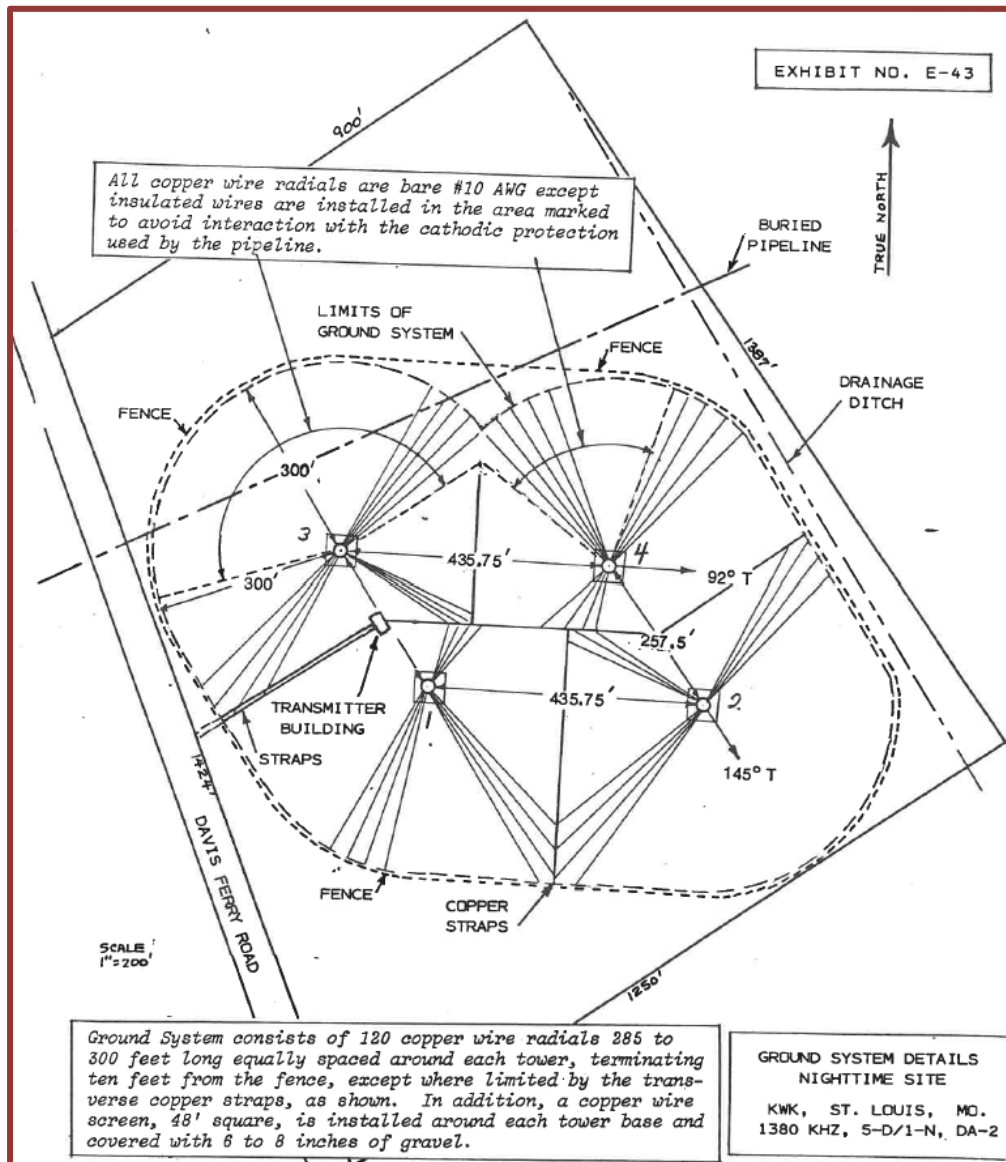 EXHIBIT NO. E-43
900'
All copper wire radials are bare #10 AWG except
insulated wires are installed in the area marked
to avoid interaction with the cathodic protection
used by the pipeline.
TRUE NORTH
BURIED
PIPELINE
LIMITS OF
GROUND SYSTEM
FENCE
1387'
DRAINAGE
DITCH
FENCE
300'
3
4
435.75'
92° T
300'
257.5'
435.75'
2
1
TRANSMITTER
BUILDING
STRAPS
145° T
1424'
DAVIS FERRY ROAD
FENCE
COPPER
STRAPS
SCALE
1"=200'
1250'
Ground System consists of 120 copper wire radials 285 to
300 feet long equally spaced around each tower, terminating
ten feet from the fence, except where limited by the trans-
verse copper straps, as shown. In addition, a copper wire
screen, 48' square, is installed around each tower base and
covered with 6 to 8 inches of gravel.
GROUND SYSTEM DETAILS
NIGHTTIME SITE
KWK, ST. LOUIS, MO.
1380 KHZ, 5-D/1-N, DA-2